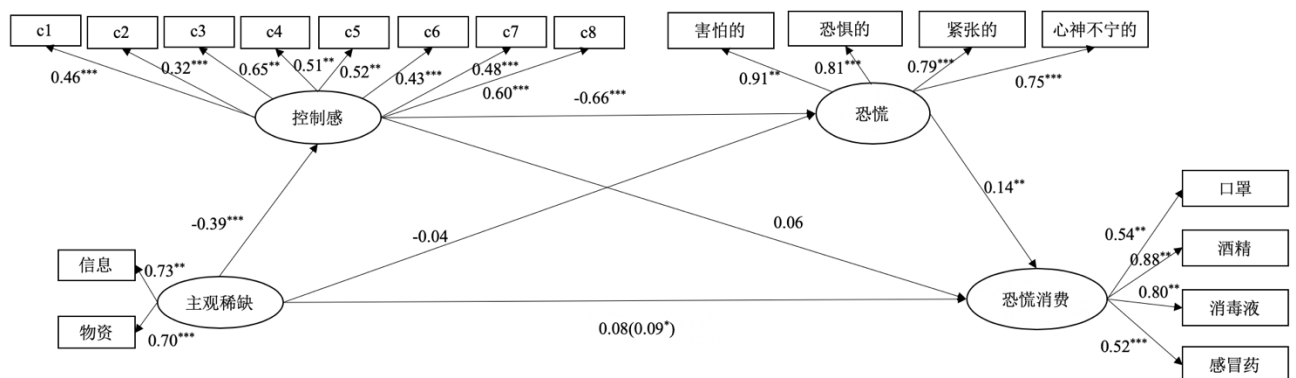 c1 c2 c3 c4 c5 c6 c7 c8
害怕的 恐惧的 紧张的 心神不宁的
0.46*** 0.32*** 0.65** 0.51** 0.52** 0.43*** 0.48*** 0.60***
0.91** 0.81*** 0.79*** 0.75***
控制感
-0.66***
恐慌
-0.39***
-0.04
0.06
0.14**
信息
0.73**
主观稀缺
物资
0.70***
0.08(0.09*)
恐慌消费
口罩
0.54**
酒精
0.88**
消毒液
0.80**
感冒药
0.52***